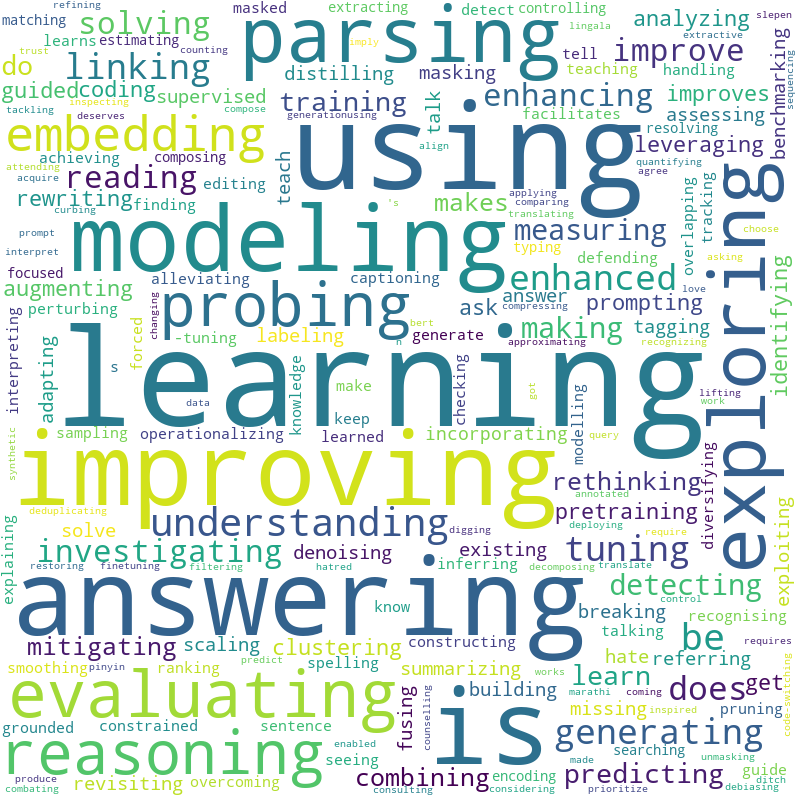 refining
matching
solving
learns
estimating
trust
counting
do
linking
guided
coding
supervised
tackling
inspecting
deserves
compose
embedding
achieving
composing
attending
acquire
reading
editing
rewriting
finding
curbing
masked
extracting
parsing
imply
distilling
training
generationusing
detect
controlling
lingala
masking
talk
align
teach
using
tell
analyzing
extractive
slepen
improve
teaching
handling
enhancing
improves
facilitates
assessing
resolving
leveraging
benchmarking
sequencing
quantifying
agree
applying
comparing
translating
makes
's
measuring
typing
overlapping
tracking
choose
exploring
asking
defending
prompt
interpret
modeling
focused
alleviating
captioning
enhanced
love
augmenting
perturbing
probing
ask
answer
compressing
prompting
identifying
interpreting
adapting
forced
changing
-tuning
labeling
bert
n
generate
making
tagging
approximating
recognizing
s
learning
knowledge
make
keep
data
checking
got
lifting
work
sampling
operationalizing
learned
incorporating
modelling
query
synthetic
improving
rethinking
annotated
diversifying
pretraining
deploying
deduplicating
solve
understanding
digging
require
exploiting
explaining
investigating
denoising
existing
tuning
restoring
finetuning
filtering
hatred
inferring
decomposing
translate
detecting
control
answering
know
breaking
recognising
talking
be
requires
mitigating
scaling
clustering
constructing
hate
referring
smoothing
pinyin
ranking
predict
spelling
summarizing
works
learn
does
get
marathi
coming
code-switching
evaluating
fusing
counselling
is
building
missing
inspired
pruning
grounded
constrained
sentence
generating
searching
unmasking
reasoning
enabled
seeing
made
produce
combating
revisiting
overcoming
combining
consulting
encoding
considering
predicting
prioritize
guide
ditch
debiasing